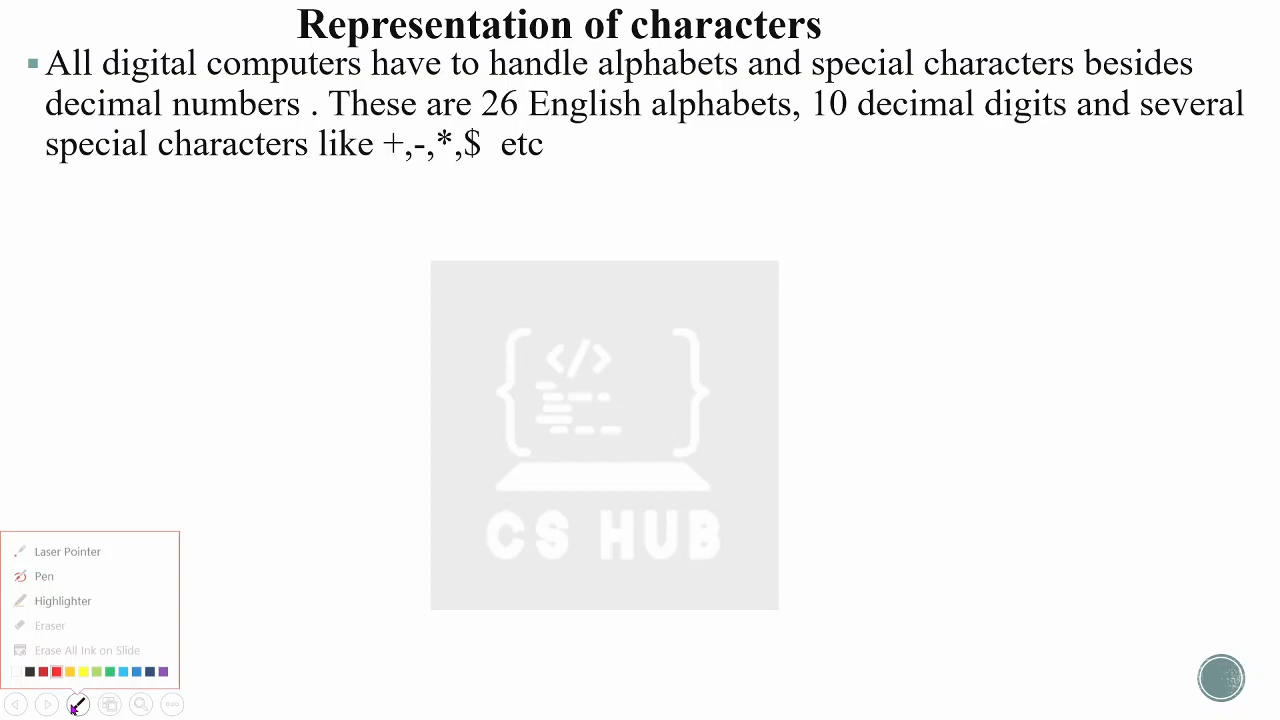 Representation of characters
All digital computers have to handle alphabets and special characters besides
decimal numbers . These are 26 English alphabets, 10 decimal digits and several
special characters like +,-,*,$ etc
</>
CS HUB
Laser Pointer
Pen
Highlighter
Eraser
Erase All Ink on Slide